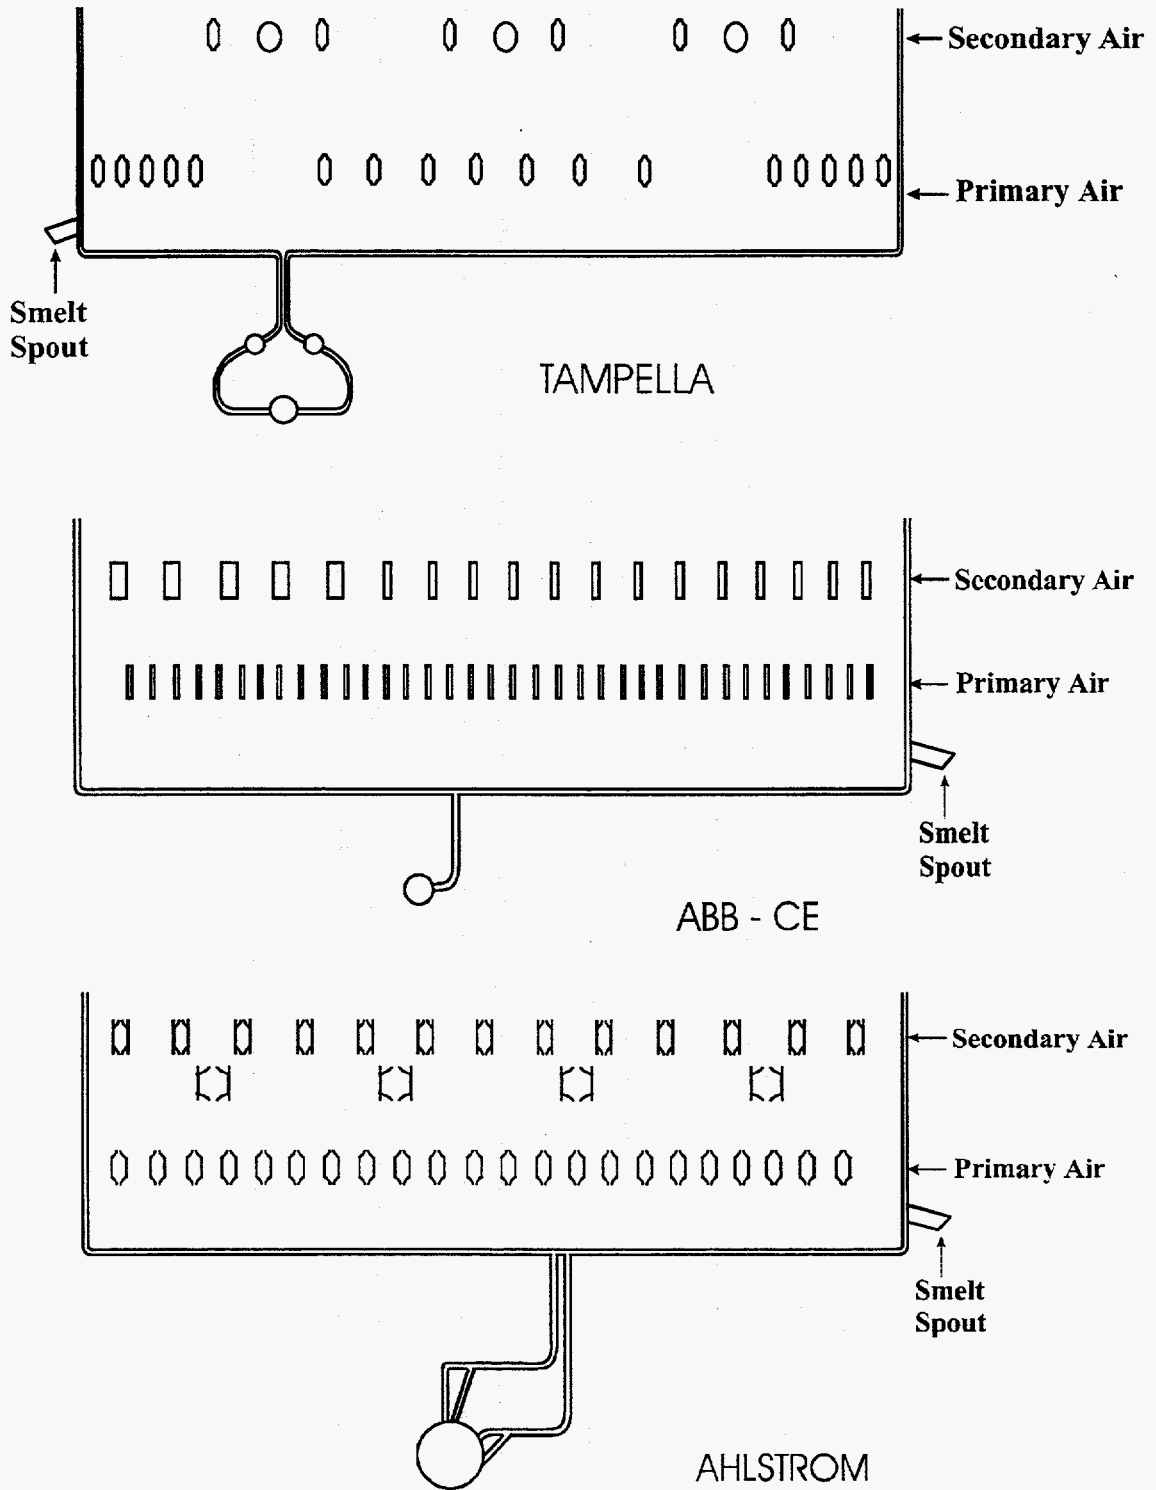 Secondary Air
Primary Air
Smelt
Spout
TAMPELLA
Secondary Air
Primary Air
Smelt
Spout
ABB - CE
Secondary Air
Primary Air
Smelt
Spout
AHLSTROM